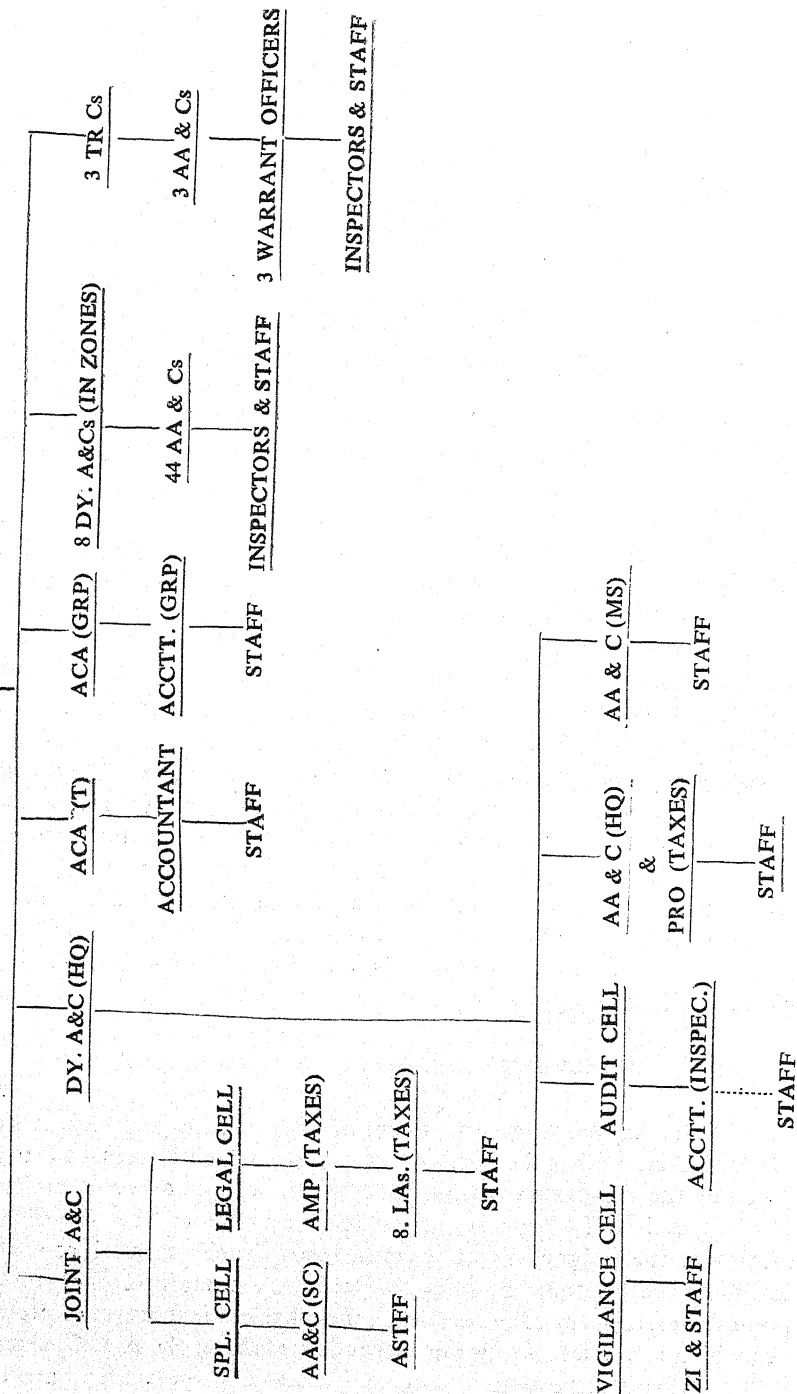 JOINT A&C
DY. A&C (HQ)
ACA (T)
ACA (GRP)
8 DY. A&Cs (IN ZONES)
3 TR Cs
SPL. CELL
LEGAL CELL
ACCOUNTANT
ACCTT. (GRP)
44 AA & Cs
3 AA & Cs
AA&C (SC)
AMP (TAXES)
STAFF
STAFF
INSPECTORS & STAFF
3 WARRANT OFFICERS
ASTFF
8. LAs. (TAXES)
INSPECTORS & STAFF
STAFF
VIGILANCE CELL
AUDIT CELL
AA & C (HQ)
&
PRO (TAXES)
AA & C (MS)
ZI & STAFF
ACCTT. (INSPEC.)
STAFF
STAFF
STAFF